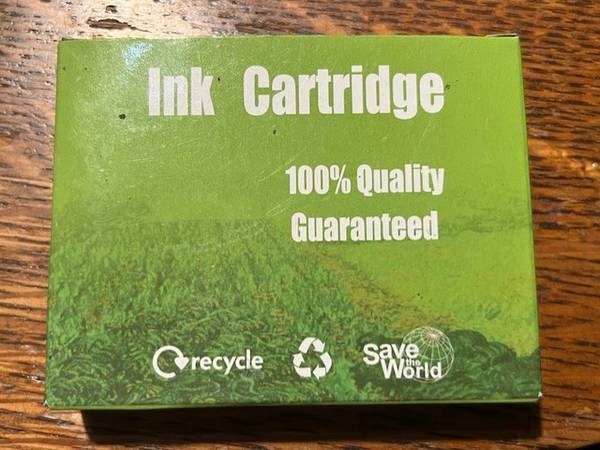 Ink Cartridge
100% Quality
Guaranteed
recycle
Save
the
World